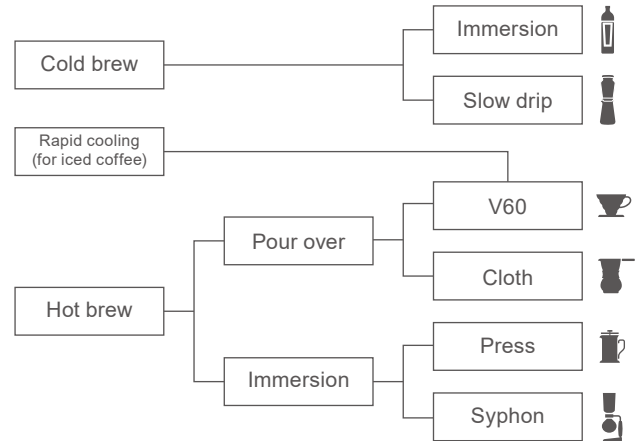 Immersion
Cold brew
Slow drip
Rapid cooling
(for iced coffee)
V60
Pour over
Cloth
Hot brew
Press
Immersion
Syphon